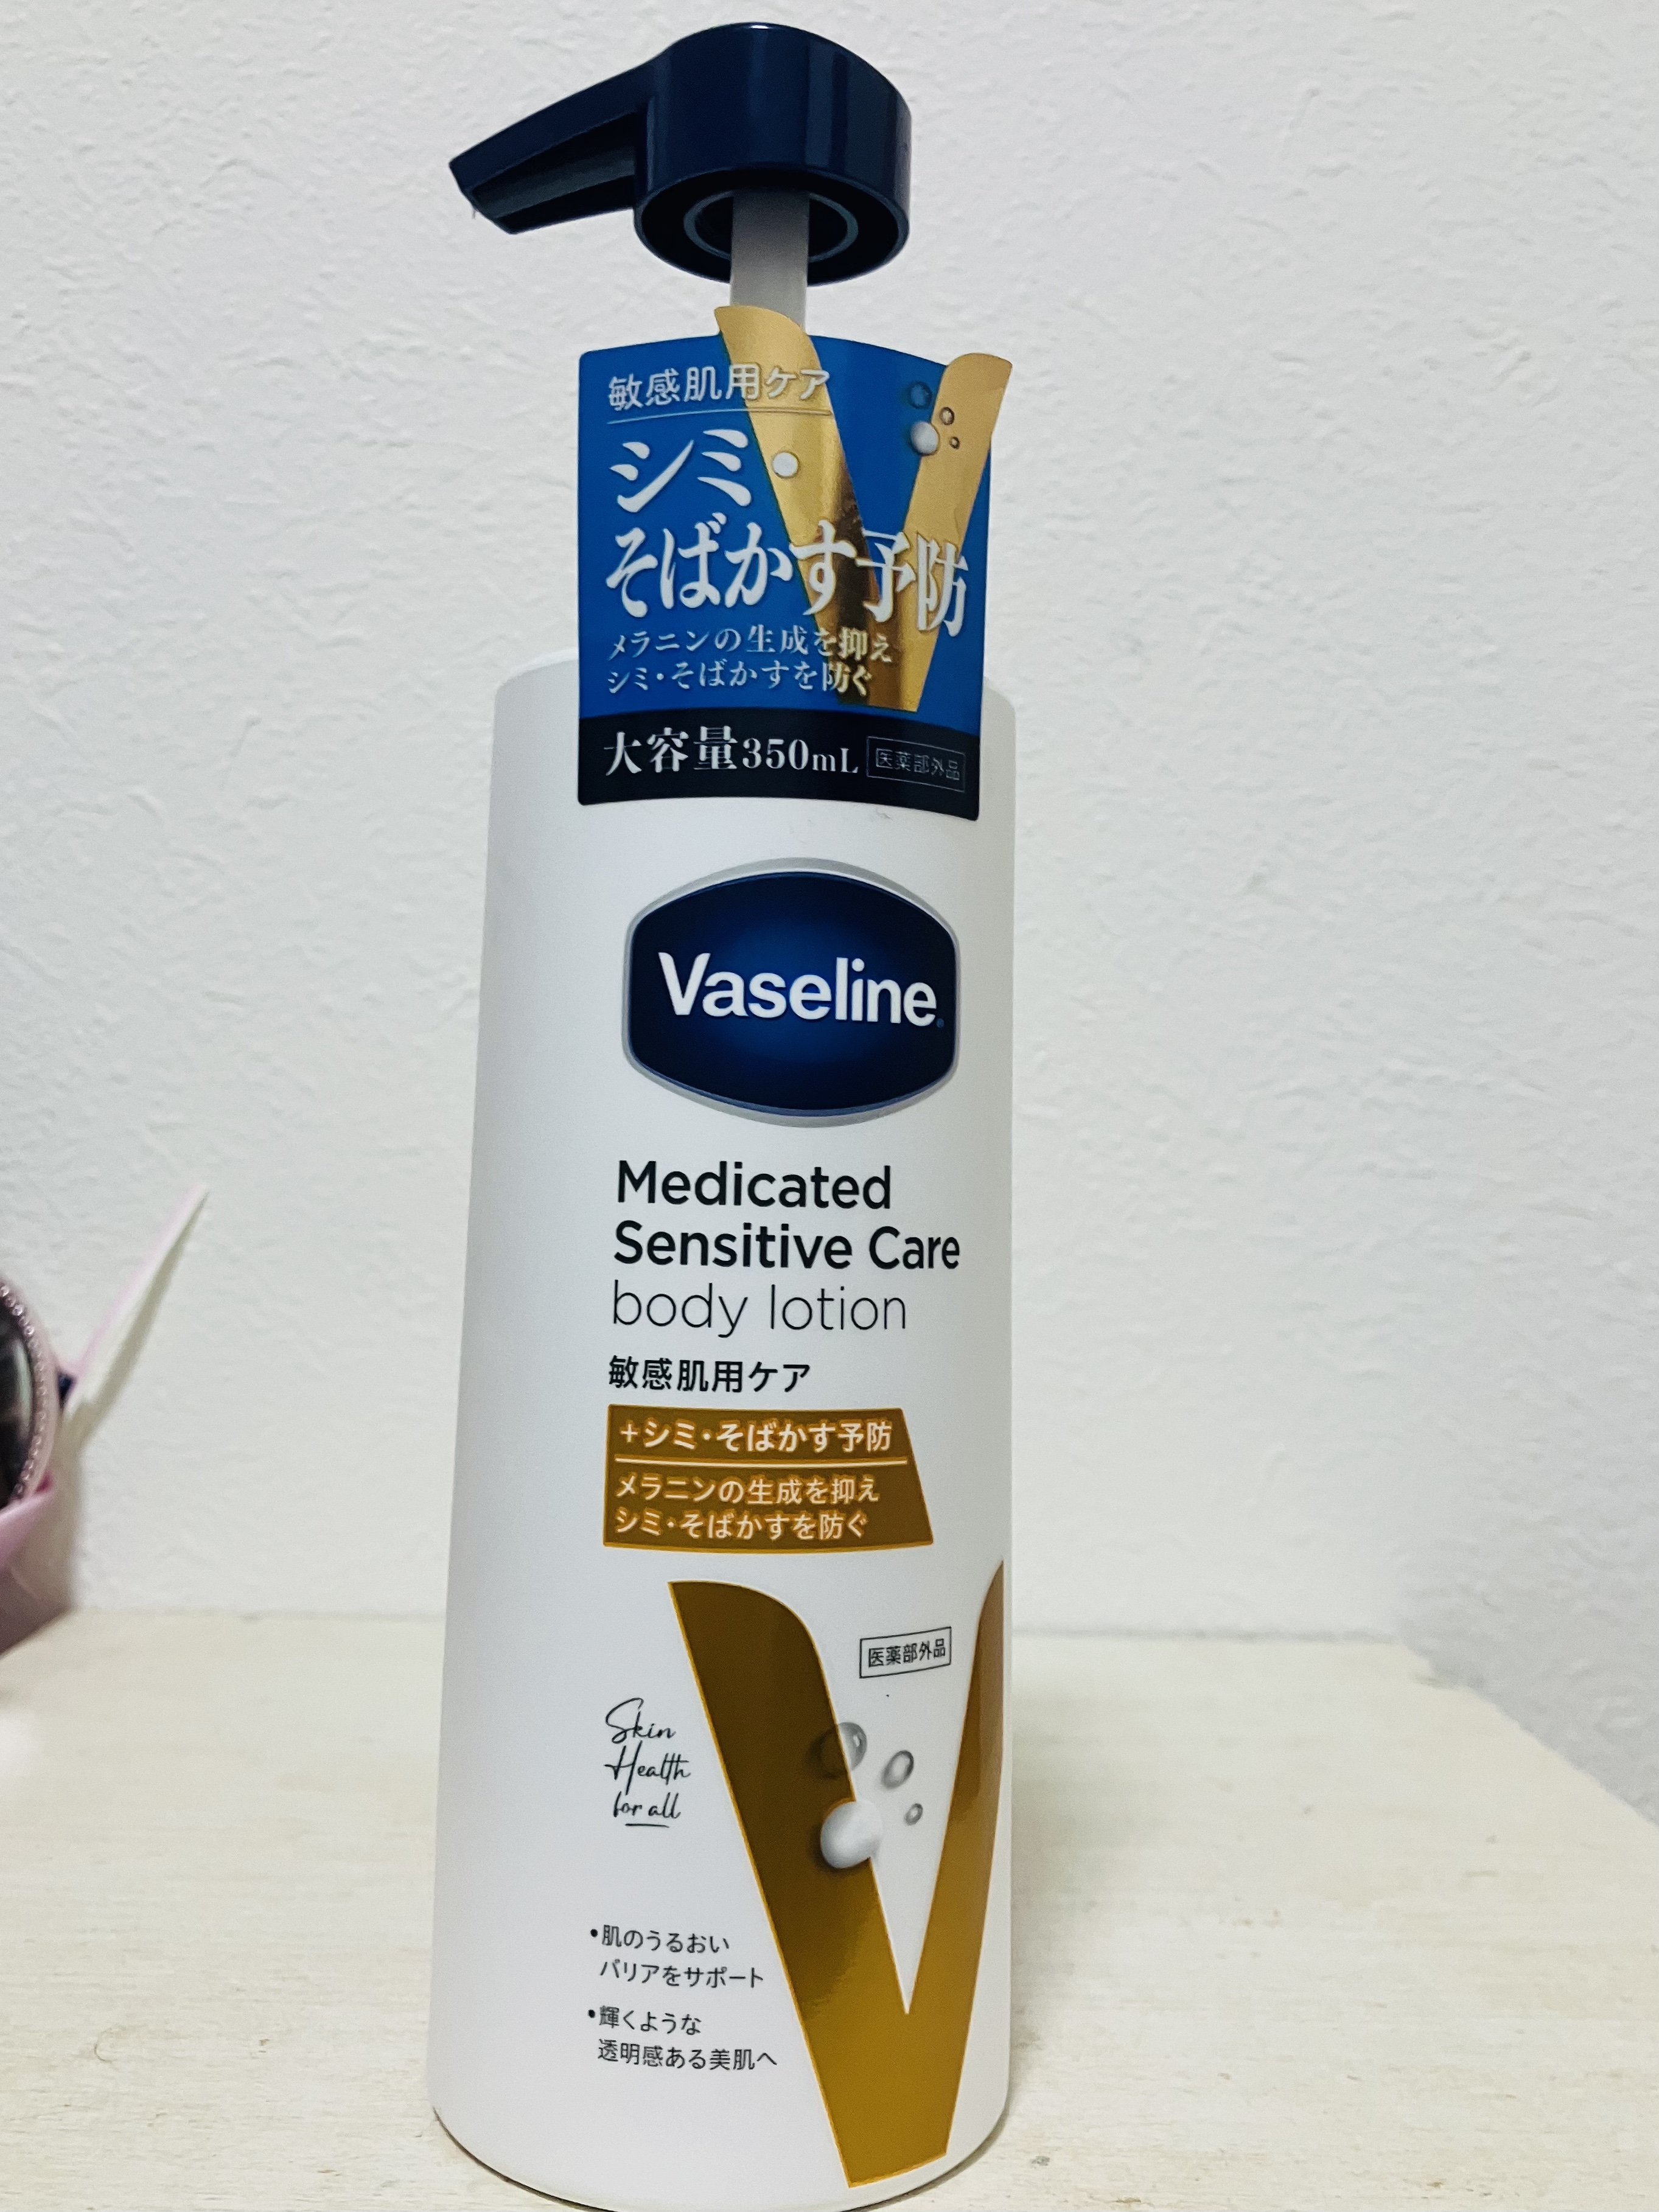 敏感肌用ケア
シミ・
そばかす予防
メラニンの生成を抑え
シミ・そばかすを防ぐ
大容量350mL 医薬部外品
Vaseline®
Medicated
Sensitive Care
body lotion
敏感肌用ケア
+シミ・そばかす予防
メラニンの生成を抑え
シミ・そばかすを防ぐ
医薬部外品
Skin
Health
for all
•肌のうるおい
バリアをサポート
•輝くような
透明感ある美肌へ